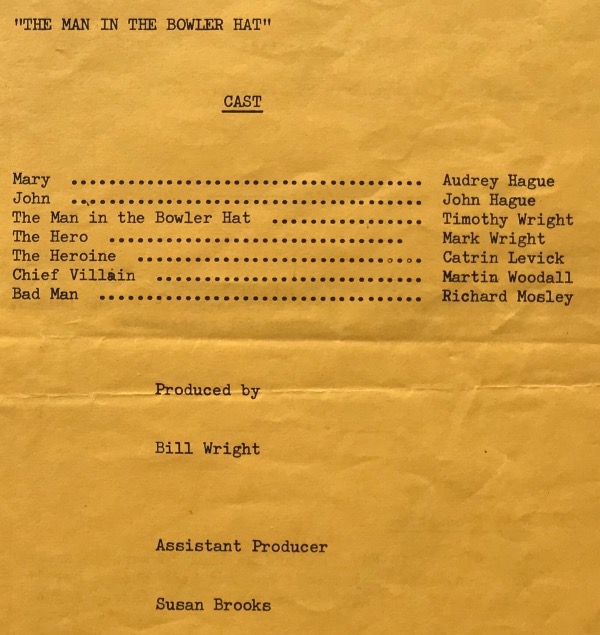 "THE MAN IN THE BOWLER HAT"
CAST
Mary ..................................... Audrey Hague
John ..................................... John Hague
The Man in the Bowler Hat ................ Timothy Wright
The Hero ............................... Mark Wright
The Heroine .............................. Catrin Levick
Chief Villain ............................ Martin Woodall
Bad Man .................................. Richard Mosley
Produced by
Bill Wright
Assistant Producer
Susan Brooks